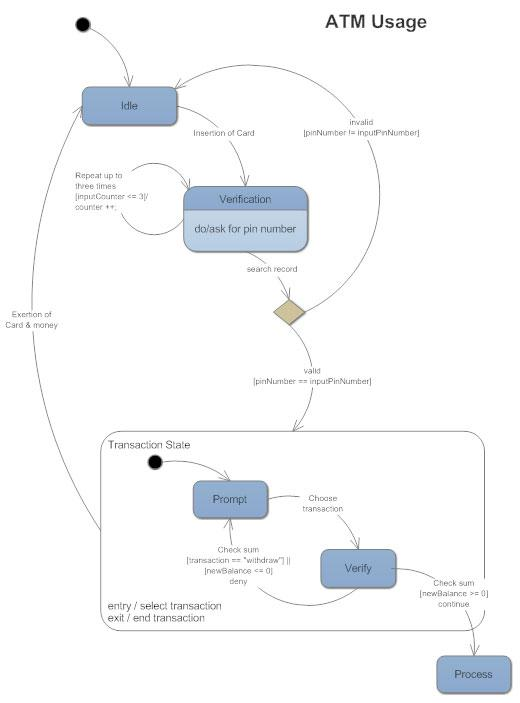 ATM Usage
Idle
invalid
[pinNumber != inputPinNumber]
Insertion of Card
Repeat up to
three times
[inputCounter <= 3]/
counter ++;
Verification
do/ask for pin number
search record
Exertion of
Card & money
valid
[pinNumber == inputPinNumber]
Transaction State
Prompt
Choose
transaction
Check sum
[transaction == "withdraw"] ||
[newBalance <= 0]
deny
Verify
Check sum
[newBalance >= 0]
continue
entry / select transaction
exit / end transaction
Process